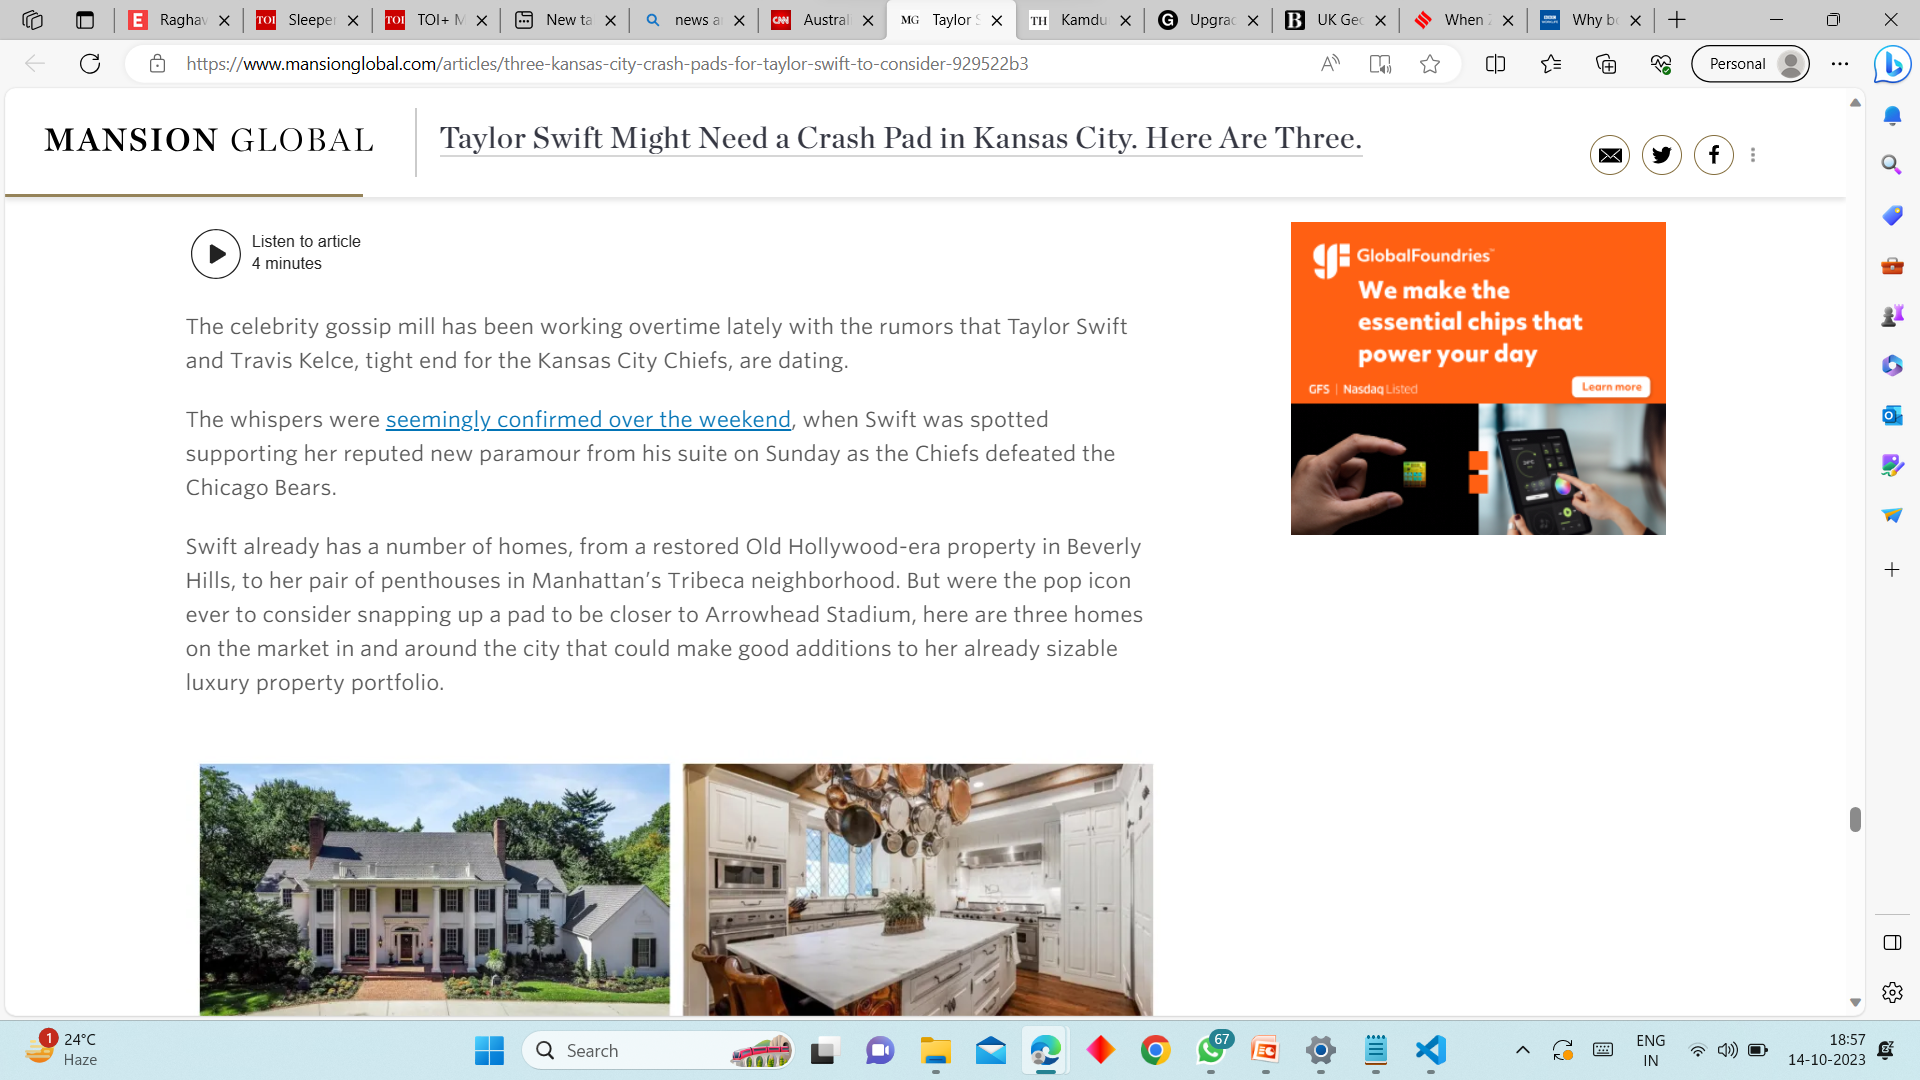 Raghav
TOI Sleeper
TOI TOI+ M
New ta
news a
CNN Austral
MG Taylor S
TH Kamdu
G Upgrad
B UK Geo
When
Why bo
https://www.mansionglobal.com/articles/three-kansas-city-crash-pads-for-taylor-swift-to-consider-929522b3
Personal
MANSION GLOBAL
Taylor Swift Might Need a Crash Pad in Kansas City. Here Are Three.
Listen to article
4 minutes
The celebrity gossip mill has been working overtime lately with the rumors that Taylor Swift
and Travis Kelce, tight end for the Kansas City Chiefs, are dating.
The whispers were seemingly confirmed over the weekend, when Swift was spotted
supporting her reputed new paramour from his suite on Sunday as the Chiefs defeated the
Chicago Bears.
Swift already has a number of homes, from a restored Old Hollywood-era property in Beverly
Hills, to her pair of penthouses in Manhattan’s Tribeca neighborhood. But were the pop icon
ever to consider snapping up a pad to be closer to Arrowhead Stadium, here are three homes
on the market in and around the city that could make good additions to her already sizable
luxury property portfolio.
GF GlobalFoundries™
We make the
essential chips that
power your day
GFS | Nasdaq Listed
Learn more
1
24°C
Haze
Search
67
ENG
IN
18:57
14-10-2023